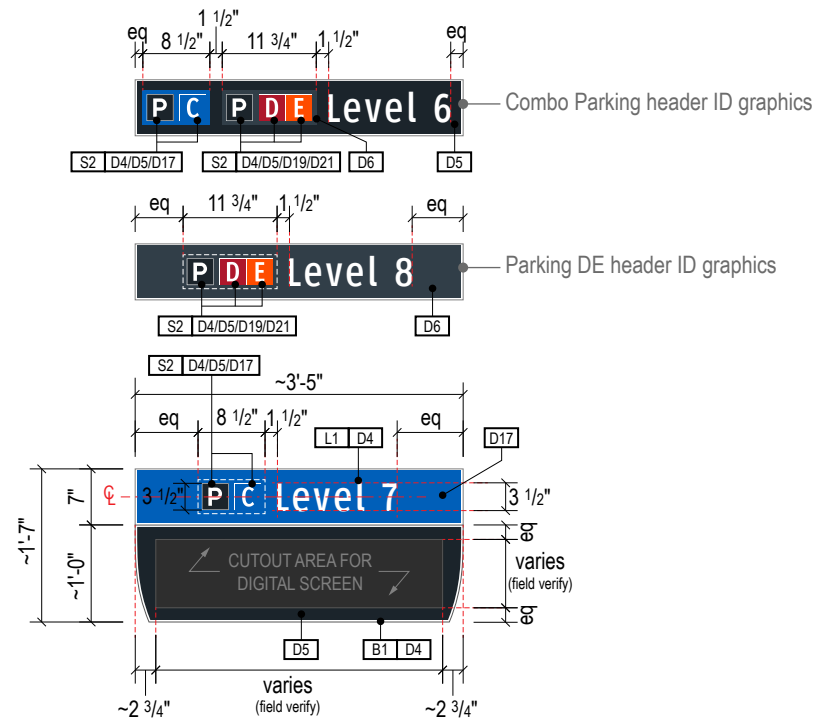 1 1/2"
eq 8 1/2" 11 3/4" 1 1/2" eq
P C P D E Level 6
Combo Parking header ID graphics
S2 D4/D5/D17 S2 D4/D5/D19/D21 D6 D5
eq 11 3/4" 1 1/2" eq
P D E Level 8
Parking DE header ID graphics
S2 D4/D5/D19/D21 D6
S2 D4/D5/D17
~3'-5"
eq 8 1/2" 1 1/2" eq
L1 D4 D17
~1'-7" 7" CL 3 1/2" P C Level 7 3 1/2"
eq
~1'-0" CUTOUT AREA FOR
DIGITAL SCREEN
varies
(field verify)
eq
D5 B1 D4
~2 3/4" varies
(field verify) ~2 3/4"